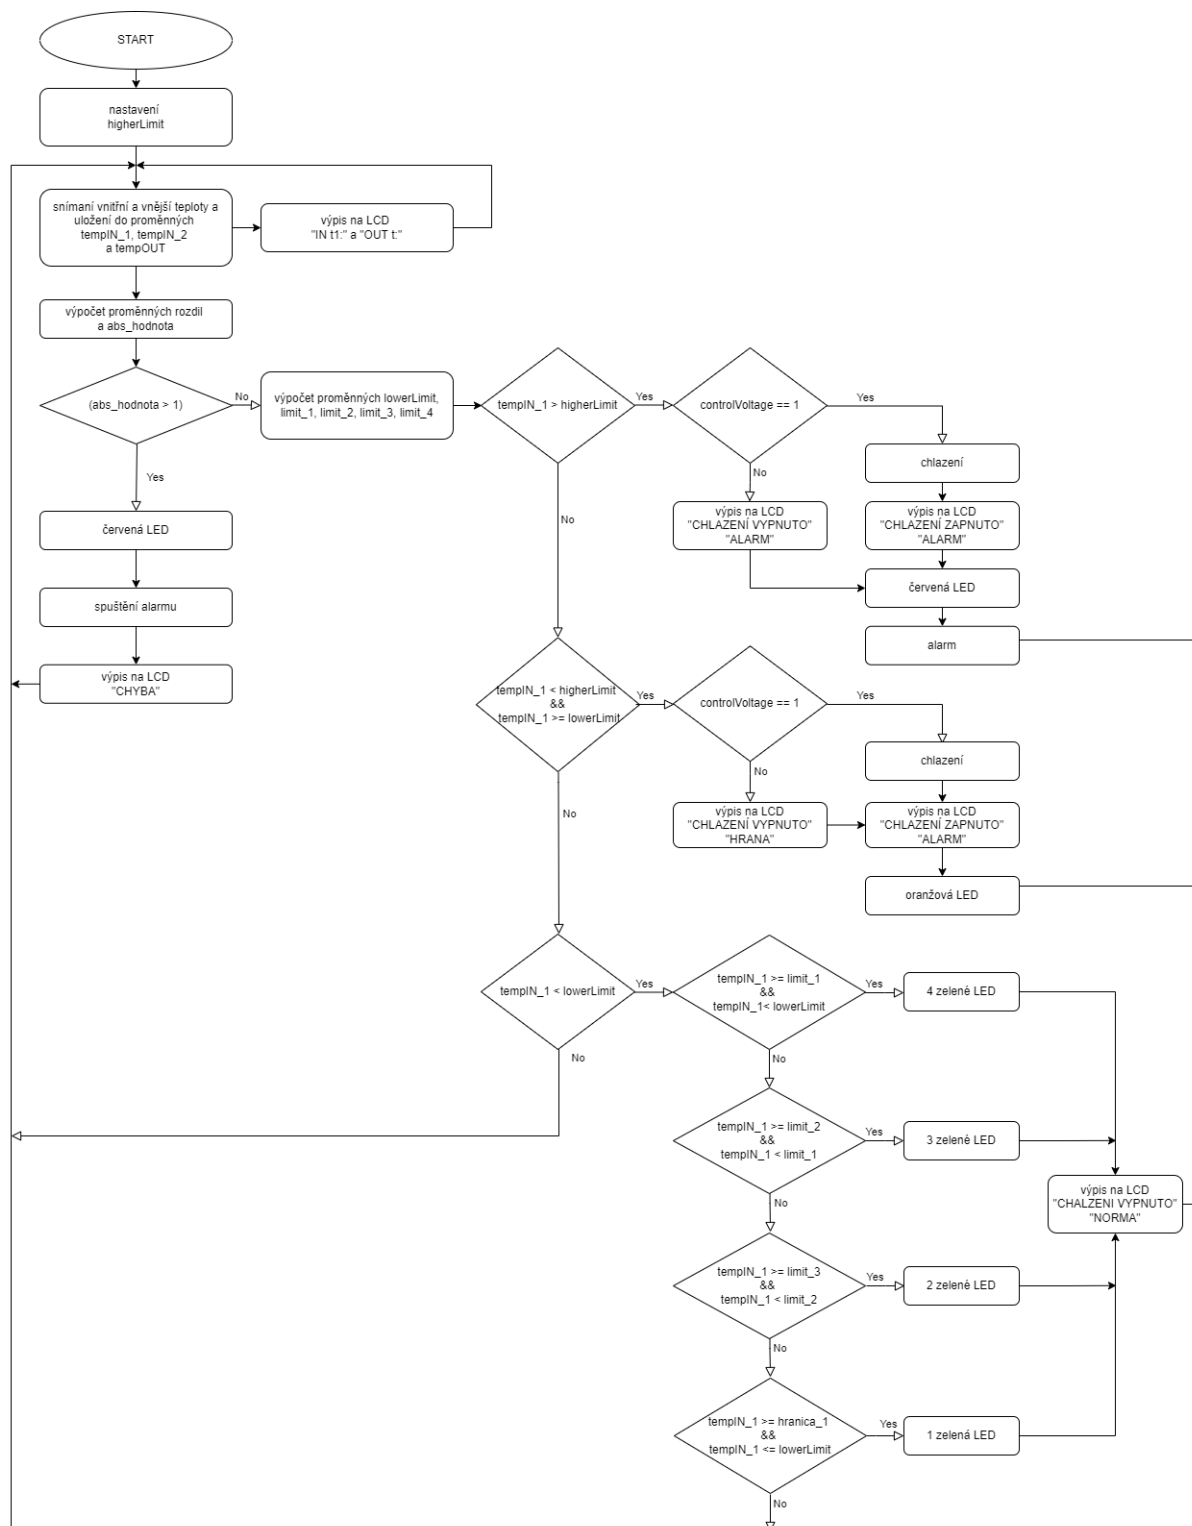 START
nastavení
higherLimit
snímaní vnitřní a vnější teploty a
uložení do proměnných
tempIN_1, tempIN_2
a tempOUT
výpis na LCD
"IN t1:" a "OUT t:"
výpočet proměnných rozdil
a abs_hodnota
(abs_hodnota > 1)
No
výpočet proměnných lowerLimit,
limit_1, limit_2, limit_3, limit_4
tempIN_1 > higherLimit
Yes
controlVoltage == 1
Yes
chlazení
No
výpis na LCD
"CHLAZENÍ VYPNUTO"
"ALARM"
výpis na LCD
"CHLAZENÍ ZAPNUTO"
"ALARM"
červená LED
alarm
Yes
červená LED
spuštění alarmu
výpis na LCD
"CHYBA"
No
tempIN_1 < higherLimit
&&
tempIN_1 >= lowerLimit
Yes
controlVoltage == 1
Yes
chlazení
No
výpis na LCD
"CHLAZENÍ VYPNUTO"
"HRANA"
výpis na LCD
"CHLAZENÍ ZAPNUTO"
"ALARM"
oranžová LED
No
tempIN_1 < lowerLimit
Yes
tempIN_1 >= limit_1
&&
tempIN_1< lowerLimit
Yes
4 zelené LED
No
No
tempIN_1 >= limit_2
&&
tempIN_1 < limit_1
Yes
3 zelené LED
výpis na LCD
"CHALZENI VYPNUTO"
"NORMA"
No
tempIN_1 >= limit_3
&&
tempIN_1 < limit_2
Yes
2 zelené LED
No
tempIN_1 >= hranica_1
&&
tempIN_1 <= lowerLimit
Yes
1 zelená LED
No